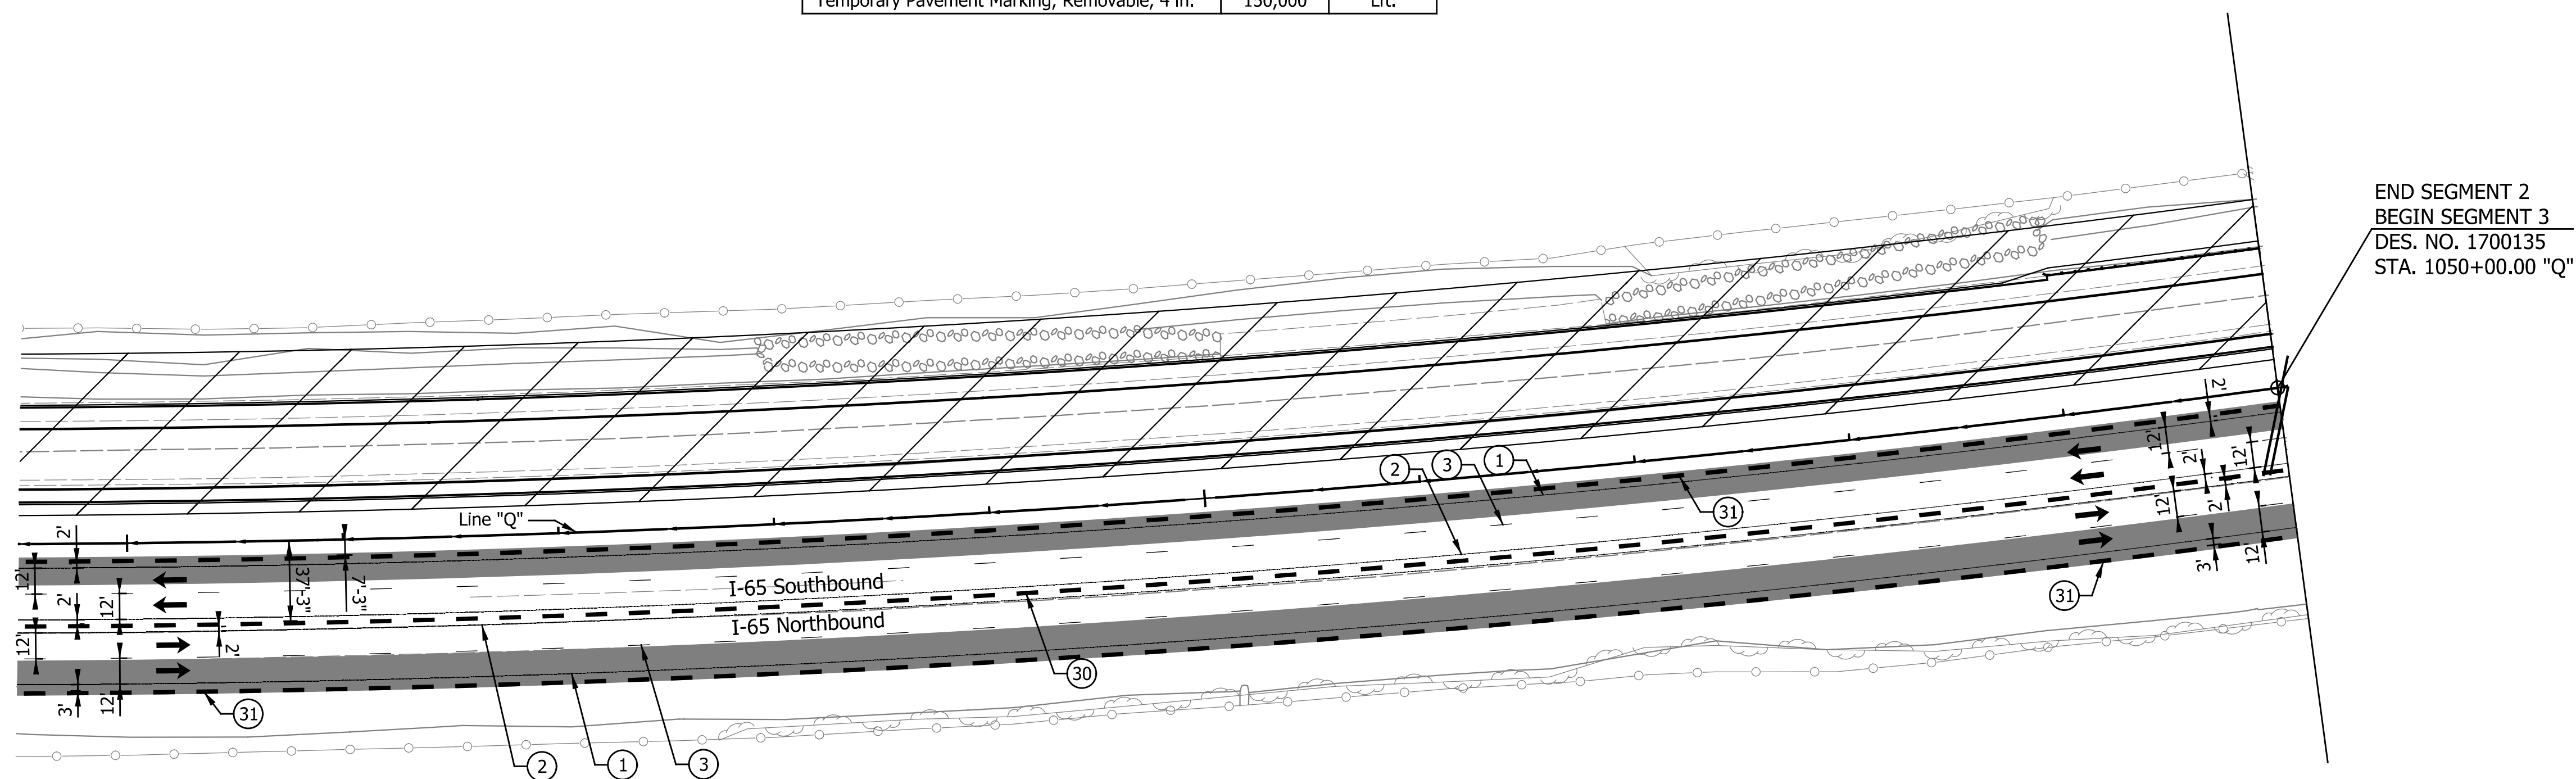 Temporary Pavement Marking, Removable, 4 in. 150,000 Lft.
END SEGMENT 2
BEGIN SEGMENT 3
DES. NO. 1700135
STA. 1050+00.00 "Q"
2'
12'
2'
12'
12'
2'
3'
12'
2 3 1
31
31
Line "Q"
2'
12'
2'
12'
37'-3"
7'-3"
12'
2'
3'
12'
I-65 Southbound
I-65 Northbound
30
31
2 1 3